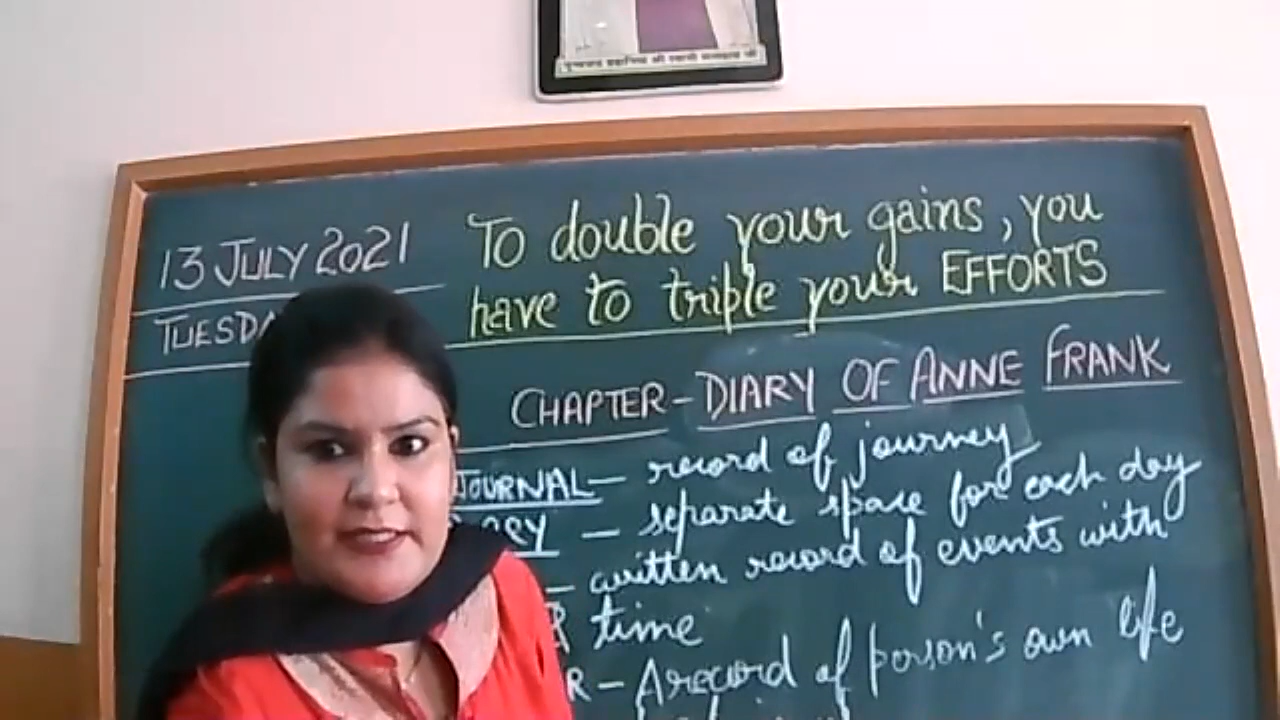 13 JULY 2021
TUESDA
To double your gains, you
have to triple your EFFORTS
CHAPTER - DIARY OF ANNE FRANK
JOURNAL - record of journey
- separate space for each day
- written record of events with
R time
R - A record of person's own life